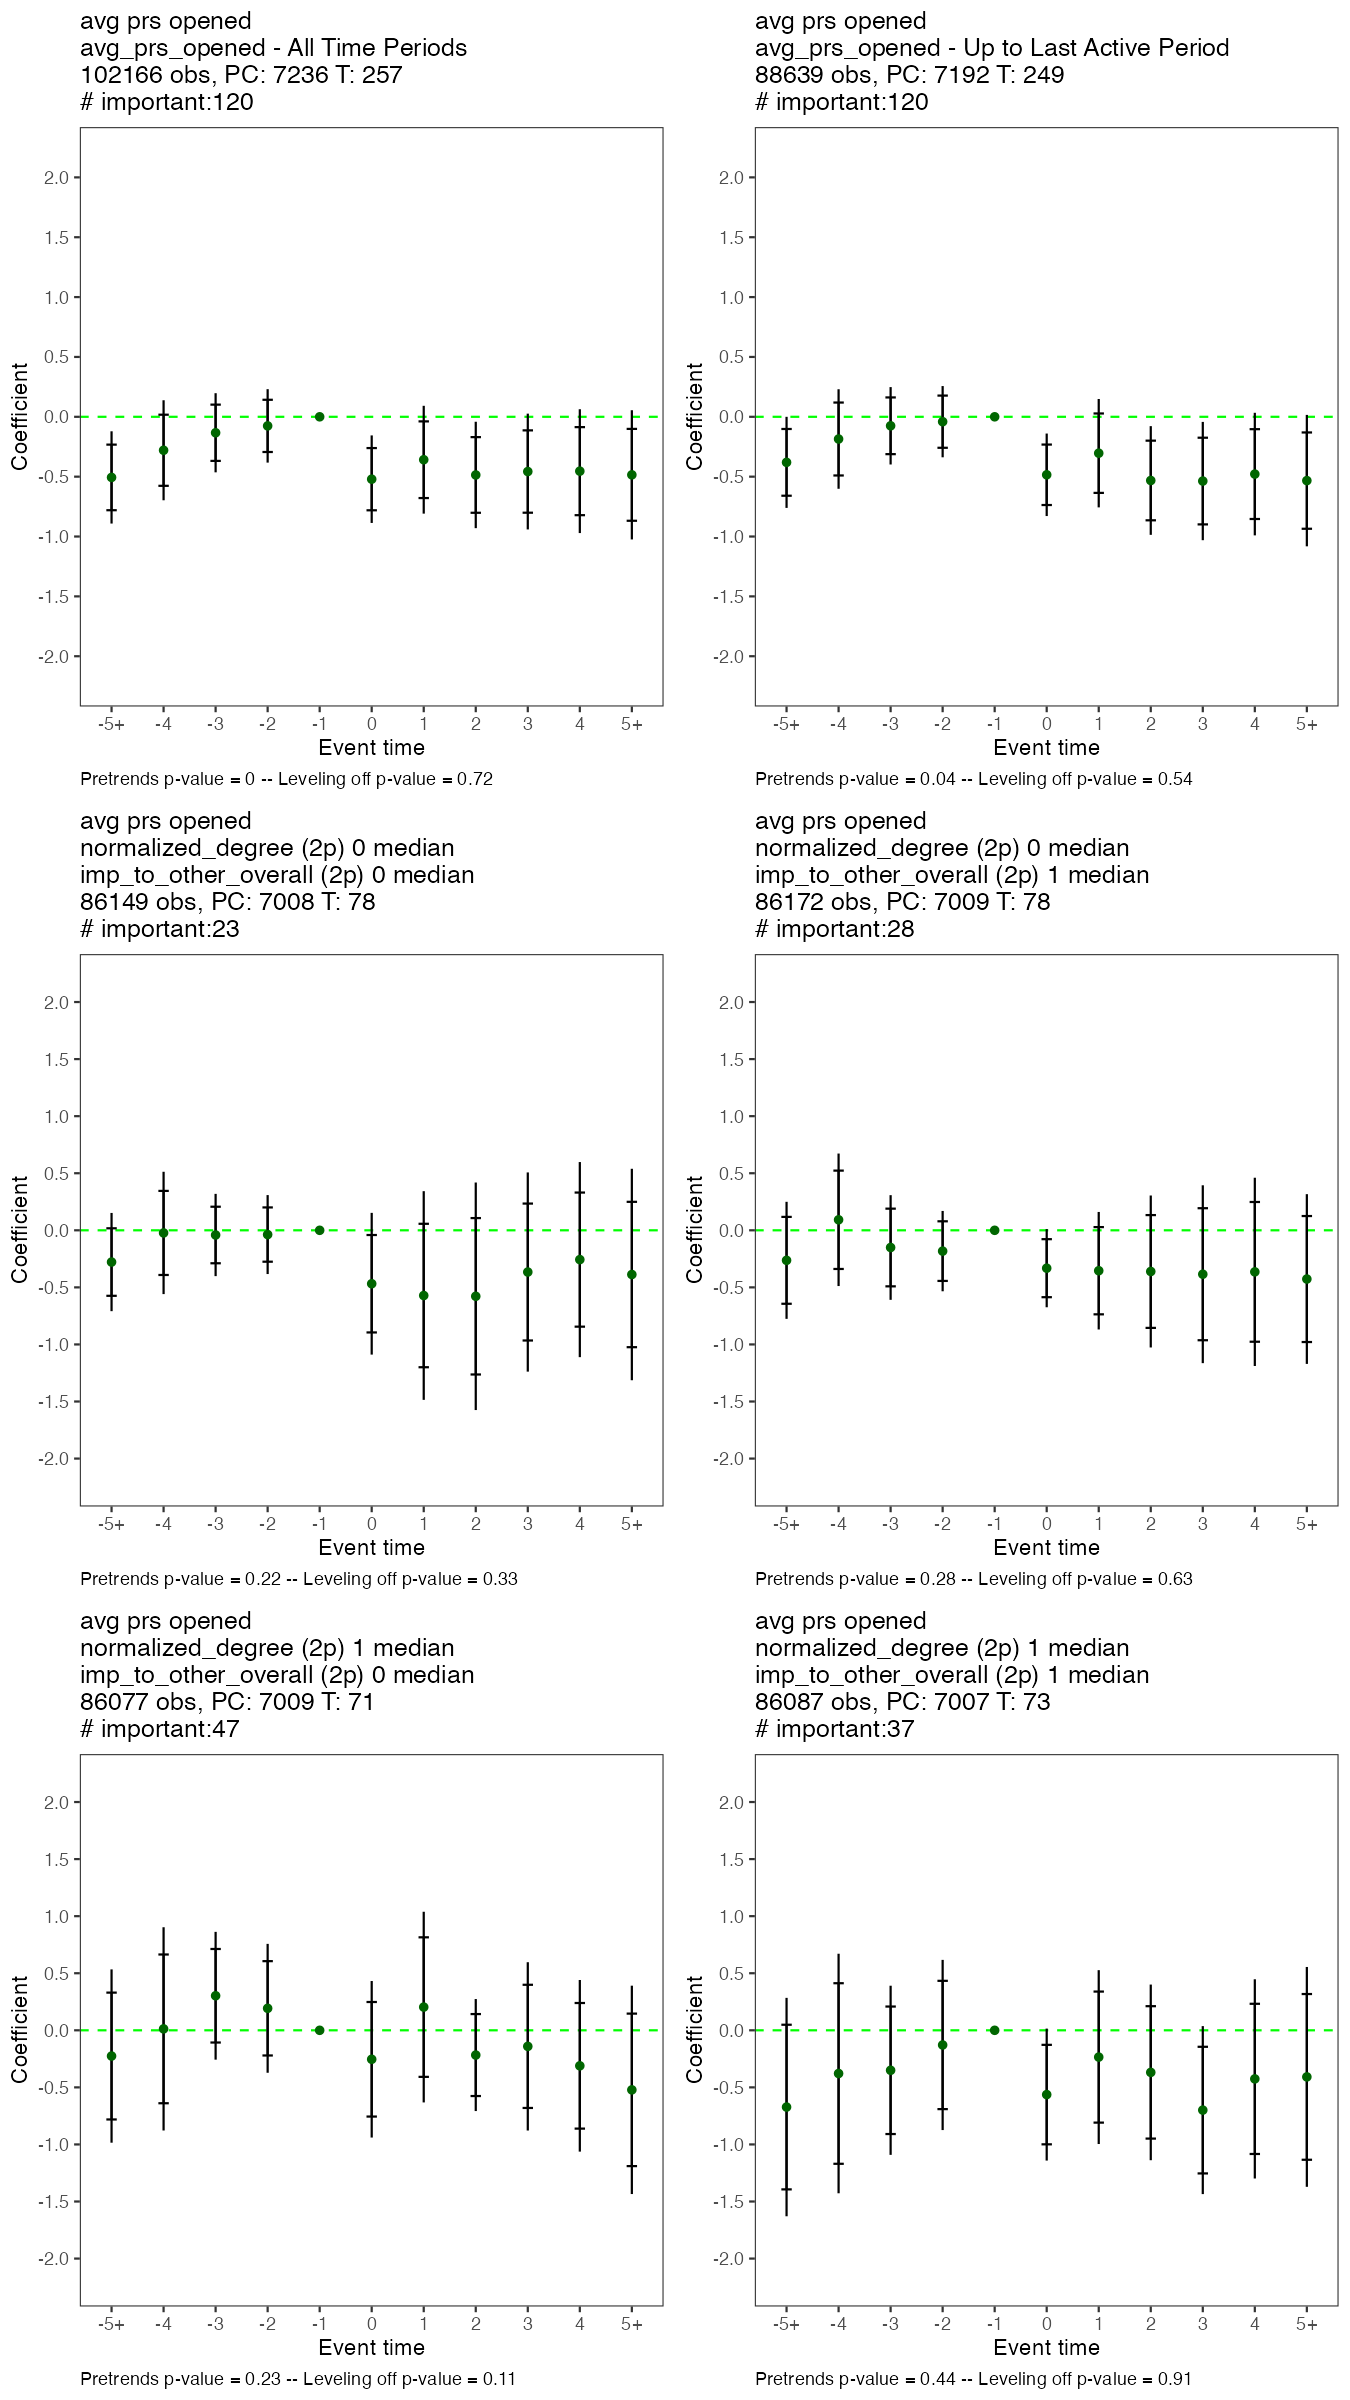 avg prs opened
avg_prs_opened - All Time Periods
102166 obs, PC: 7236 T: 257
# important:120
Coefficient
2.0
1.5
1.0
0.5
0.0
-0.5
-1.0
-1.5
-2.0
-5+ -4 -3 -2 -1 0 1 2 3 4 5+
Event time
Pretrends p-value = 0 -- Leveling off p-value = 0.72
avg prs opened
avg_prs_opened - Up to Last Active Period
88639 obs, PC: 7192 T: 249
# important:120
Coefficient
2.0
1.5
1.0
0.5
0.0
-0.5
-1.0
-1.5
-2.0
-5+ -4 -3 -2 -1 0 1 2 3 4 5+
Event time
Pretrends p-value = 0.04 -- Leveling off p-value = 0.54
avg prs opened
normalized_degree (2p) 0 median
imp_to_other_overall (2p) 0 median
86149 obs, PC: 7008 T: 78
# important:23
Coefficient
2.0
1.5
1.0
0.5
0.0
-0.5
-1.0
-1.5
-2.0
-5+ -4 -3 -2 -1 0 1 2 3 4 5+
Event time
Pretrends p-value = 0.22 -- Leveling off p-value = 0.33
avg prs opened
normalized_degree (2p) 0 median
imp_to_other_overall (2p) 1 median
86172 obs, PC: 7009 T: 78
# important:28
Coefficient
2.0
1.5
1.0
0.5
0.0
-0.5
-1.0
-1.5
-2.0
-5+ -4 -3 -2 -1 0 1 2 3 4 5+
Event time
Pretrends p-value = 0.28 -- Leveling off p-value = 0.63
avg prs opened
normalized_degree (2p) 1 median
imp_to_other_overall (2p) 0 median
86077 obs, PC: 7009 T: 71
# important:47
Coefficient
2.0
1.5
1.0
0.5
0.0
-0.5
-1.0
-1.5
-2.0
-5+ -4 -3 -2 -1 0 1 2 3 4 5+
Event time
Pretrends p-value = 0.23 -- Leveling off p-value = 0.11
avg prs opened
normalized_degree (2p) 1 median
imp_to_other_overall (2p) 1 median
86087 obs, PC: 7007 T: 73
# important:37
Coefficient
2.0
1.5
1.0
0.5
0.0
-0.5
-1.0
-1.5
-2.0
-5+ -4 -3 -2 -1 0 1 2 3 4 5+
Event time
Pretrends p-value = 0.44 -- Leveling off p-value = 0.91